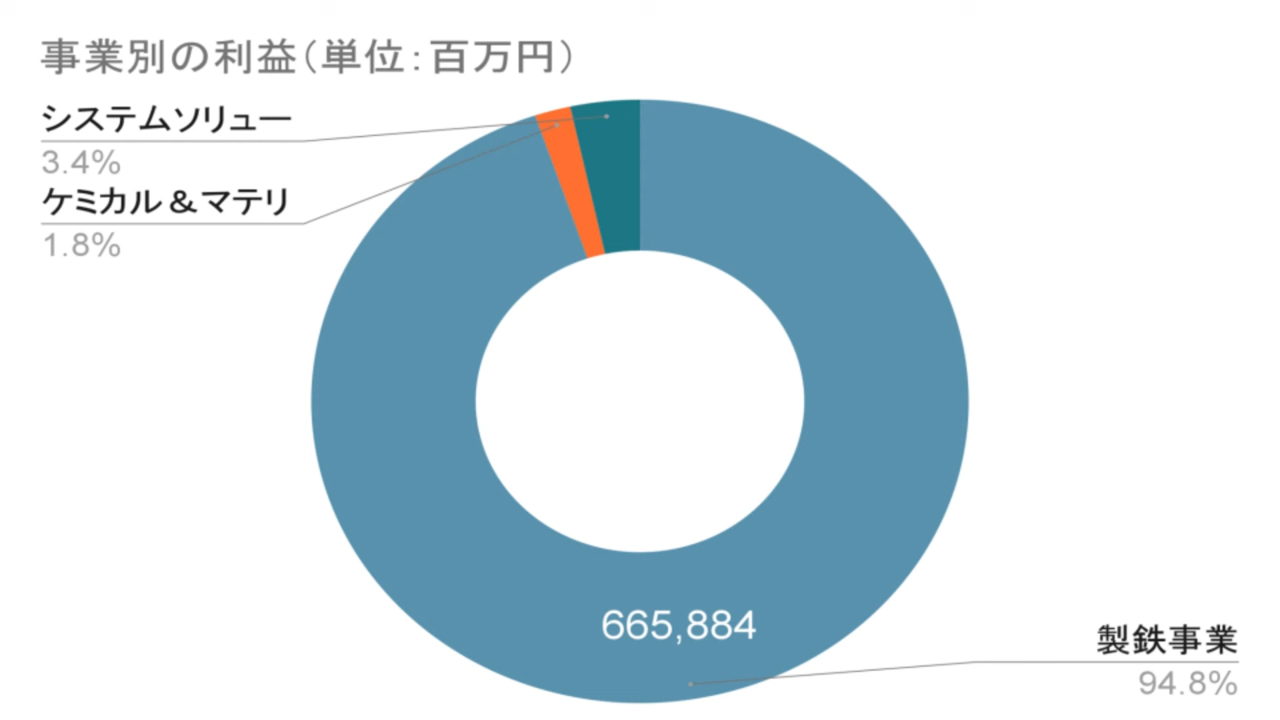 事業別の利益（単位：百万円）
システムソリュー
3.4%
ケミカル＆マテリ
1.8%
665,884
製鉄事業
94.8%